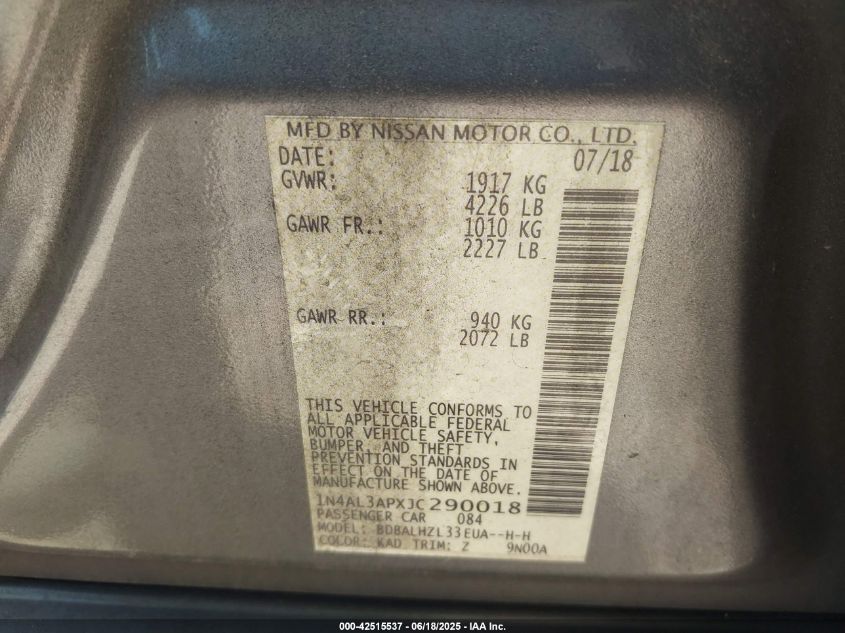 MFD BY NISSAN MOTOR CO., LTD.
DATE: 07/18
GVWR: 1917 KG
4226 LB
GAWR FR.: 1010 KG
2227 LB
GAWR RR.: 940 KG
2072 LB
THIS VEHICLE CONFORMS TO
ALL APPLICABLE FEDERAL
MOTOR VEHICLE SAFETY,
BUMPER, AND THEFT
PREVENTION STANDARDS IN
EFFECT ON THE DATE OF
MANUFACTURE SHOWN ABOVE.
1N4AL3APXJC290018
PASSENGER CAR 084
MODEL: BDBALHZL33EUA--H-H
COLOR: KAD TRIM: Z 9N00A
000-42515537 - 06/18/2025 - IAA Inc.